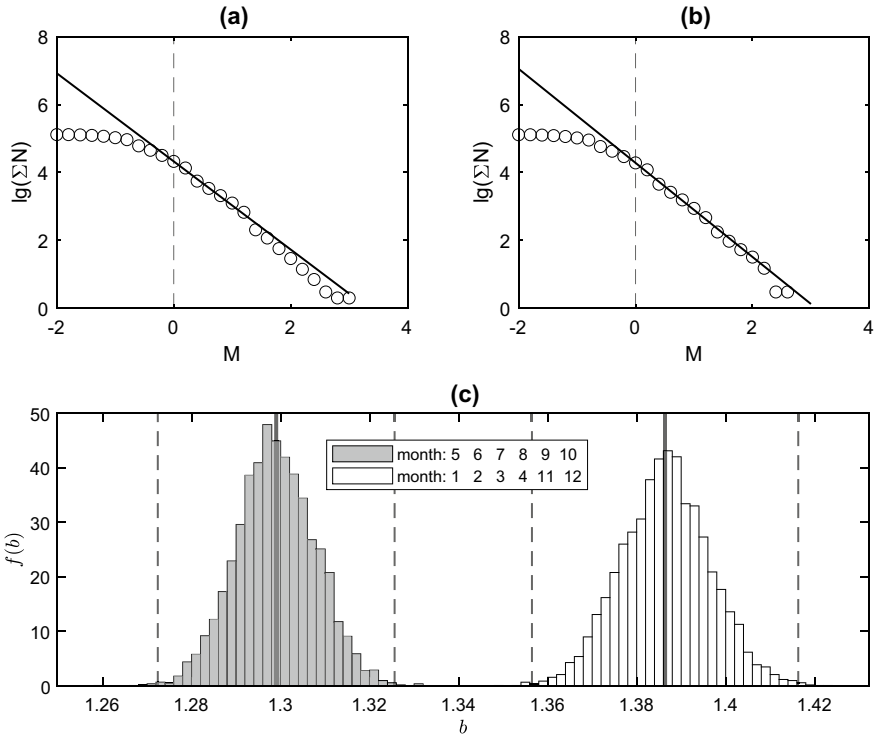 (a)
8
6
4
2
0
lg(ΣN)
-2 0 2 4
M
(b)
8
6
4
2
0
lg(ΣN)
-2 0 2 4
M
(c)
50
40
30
20
10
0
f(b)
month: 5 6 7 8 9 10
month: 1 2 3 4 11 12
1.26 1.28 1.3 1.32 1.34 1.36 1.38 1.4 1.42
b